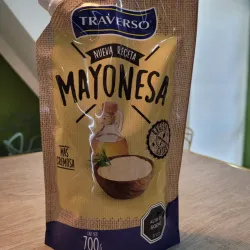 TRAVERSO
NUEVA RECETA
MAYONESA
MÁS
CREMOSA
700g